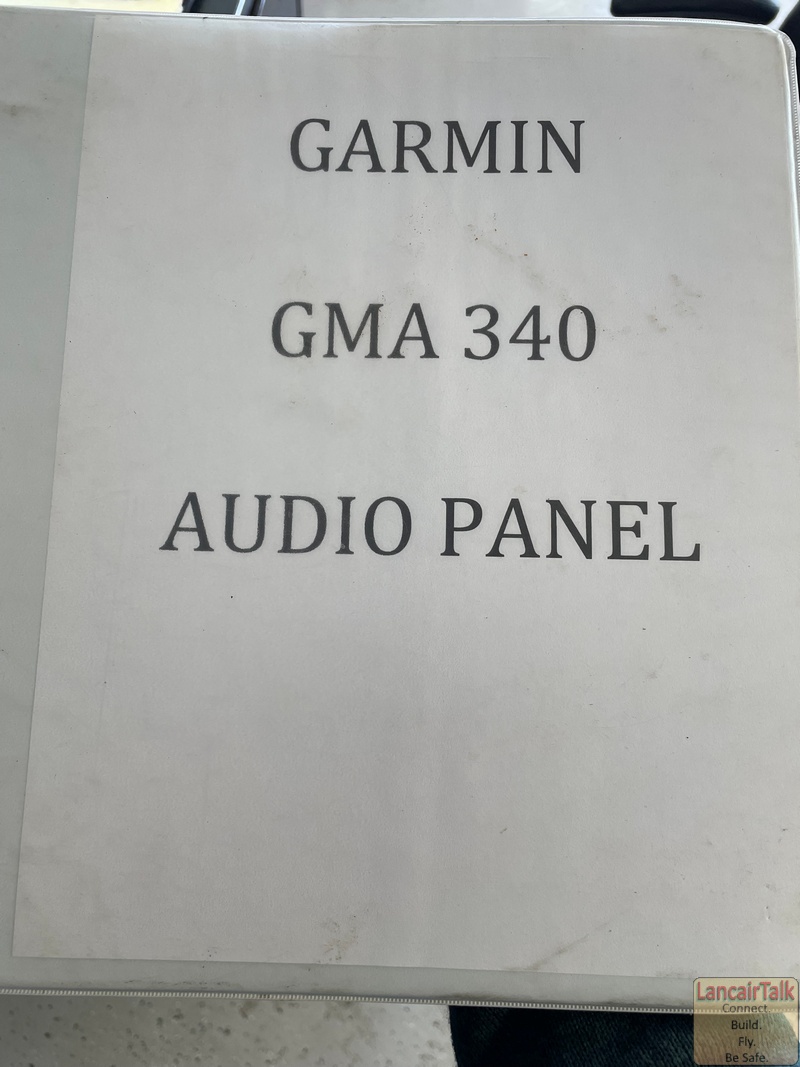 GARMIN
GMA 340
AUDIO PANEL
LancairTalk
Connect
Build.
Fly.
Be Safe.